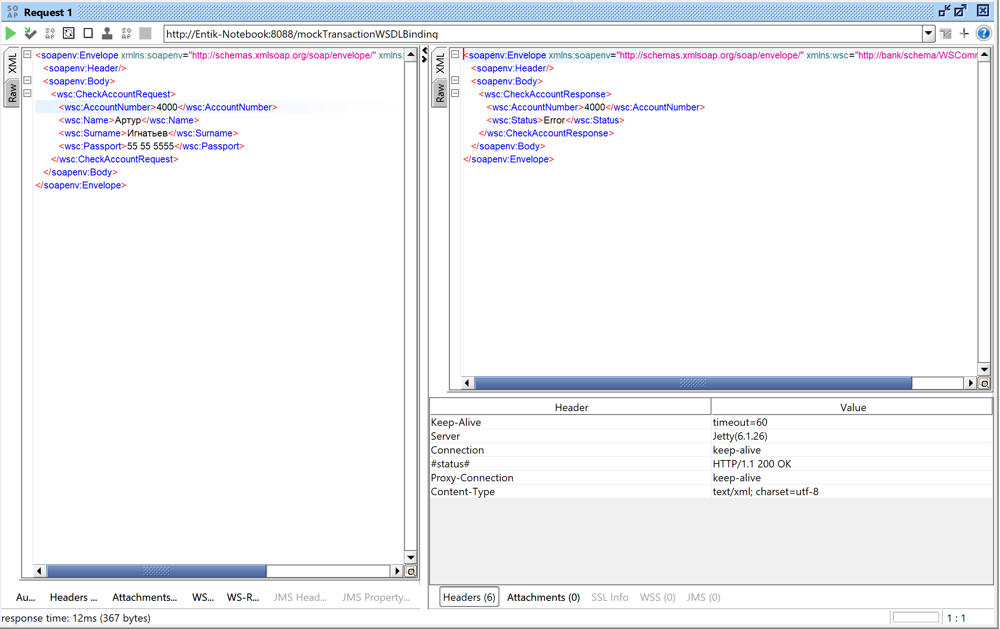 SO
AP
Request 1
http://Entik-Notebook:8088/mockTransactionWSDLBinding
XML
Raw
<soapenv:Envelope xmlns:soapenv="http://schemas.xmlsoap.org/soap/envelope/" xmlns:
<soapenv:Header/>
<soapenv:Body>
<wsc:CheckAccountRequest>
<wsc:AccountNumber>4000</wsc:AccountNumber>
<wsc:Name>Артур</wsc:Name>
<wsc:Surname>Игнатьев</wsc:Surname>
<wsc:Passport>55 55 5555</wsc:Passport>
</wsc:CheckAccountRequest>
</soapenv:Body>
</soapenv:Envelope>
XML
Raw
<soapenv:Envelope xmlns:soapenv="http://schemas.xmlsoap.org/soap/envelope/" xmlns:wsc="http://bank/schema/WSComm
<soapenv:Header/>
<soapenv:Body>
<wsc:CheckAccountResponse>
<wsc:AccountNumber>4000</wsc:AccountNumber>
<wsc:Status>Error</wsc:Status>
</wsc:CheckAccountResponse>
</soapenv:Body>
</soapenv:Envelope>
Header Value
Keep-Alive timeout=60
Server Jetty(6.1.26)
Connection keep-alive
#status# HTTP/1.1 200 OK
Proxy-Connection keep-alive
Content-Type text/xml; charset=utf-8
Au... Headers ... Attachments... WS... WS-R... JMS Head... JMS Property...
Headers (6) Attachments (0) SSL Info WSS (0) JMS (0)
response time: 12ms (367 bytes)
1 : 1